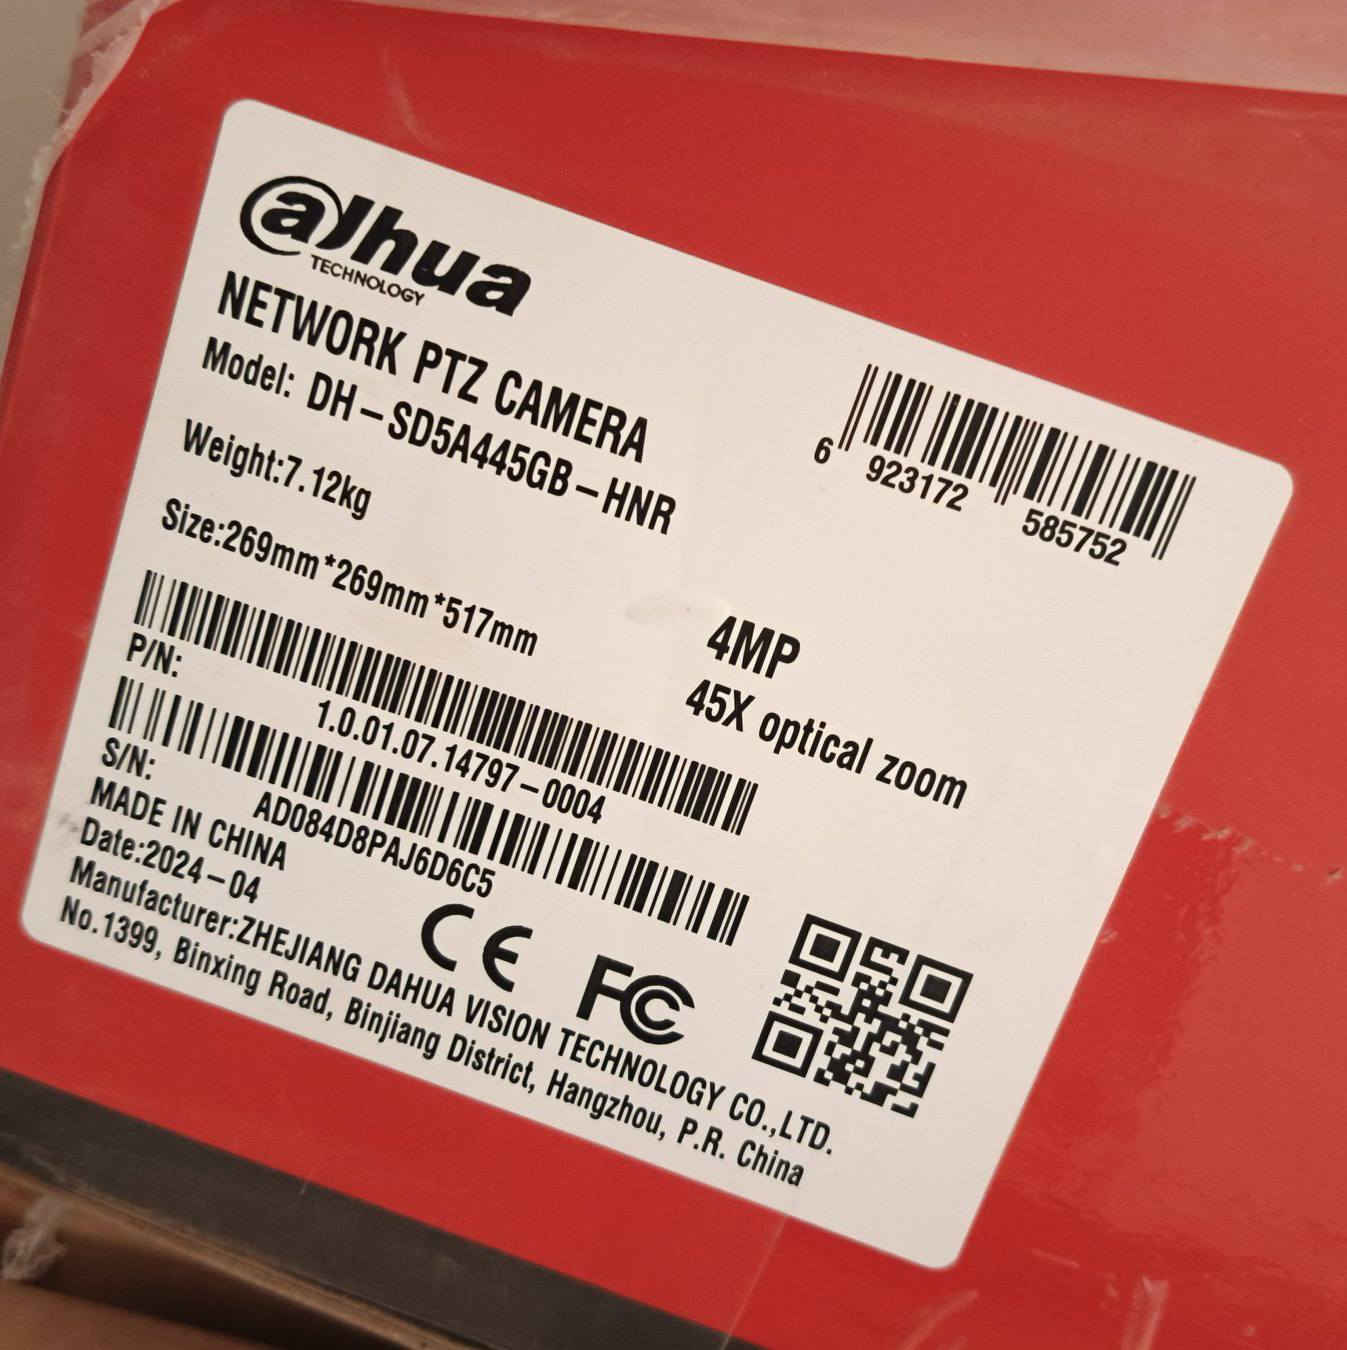 alhua
TECHNOLOGY
NETWORK PTZ CAMERA
Model: DH-SD5A445GB-HNR
Weight:7.12kg
Size:269mm*269mm*517mm
6 923172 585752
4MP
45X optical zoom
P/N:
1.0.01.07.14797-0004
S/N:
AD084D8PAJ6D6C5
MADE IN CHINA
Date:2024-04
CE FC
Manufacturer:ZHEJIANG DAHUA VISION TECHNOLOGY CO.,LTD.
No.1399, Binxing Road, Binjiang District, Hangzhou, P.R. China